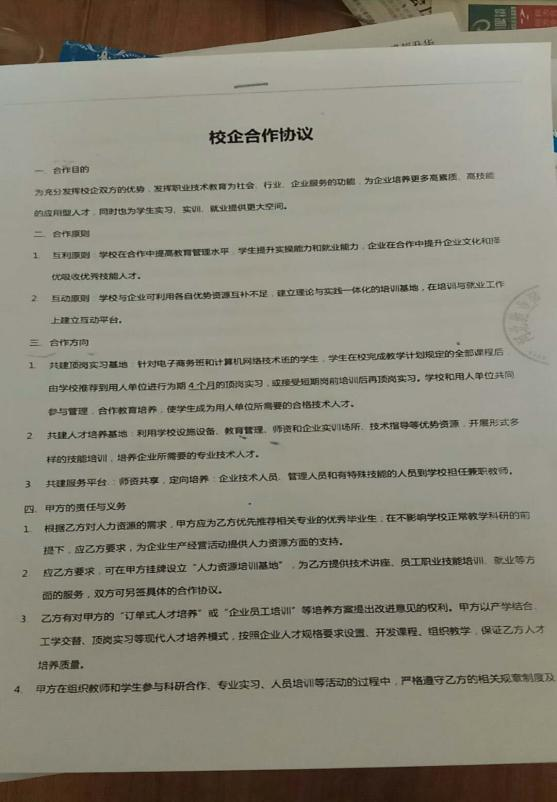 校企合作协议
一、合作目的
为充分发挥校企双方的优势，发挥职业技术教育为社会、行业、企业服务的功能，为企业培养更多高素质、高技能
的应用型人才，同时也为学生实习、实训、就业提供更大空间。
二、合作原则
1. 互利原则：学校在合作中提高教育管理水平，学生提升实操能力和就业能力，企业在合作中提升企业文化和择
优吸收优秀技能人才。
2. 互动原则：学校与企业可利用各自优势资源互补不足，建立理论与实践一体化的培训基地，在培训与就业工作
上建立互动平台。
三、合作方向
1. 共建顶岗实习基地：针对电子商务班和计算机网络技术班的学生，学生在校完成教学计划规定的全部课程后，
由学校推荐到用人单位进行为期4个月的顶岗实习，或接受短期岗前培训后再顶岗实习。学校和用人单位共同
参与管理，合作教育培养，使学生成为用人单位所需要的合格技术人才。
2. 共建人才培养基地：利用学校设施设备、教育管理、师资和企业实训场所、技术指导等优势资源，开展形式多
样的技能培训，培养企业所需要的专业技术人才。
3. 共建服务平台：师资共享，定向培养：企业技术人员、管理人员和有特殊技能的人员到学校担任兼职教师。
四、甲方的责任与义务
1. 根据乙方对人力资源的需求，甲方应为乙方优先推荐相关专业的优秀毕业生，在不影响学校正常教学科研的前
提下，应乙方要求，为企业生产经营活动提供人力资源方面的支持。
2. 应乙方要求，可在甲方挂牌设立“人力资源培训基地”，为乙方提供技术讲座、员工职业技能培训、就业等方
面的服务，双方可另签具体的合作协议。
3. 乙方有对甲方的“订单式人才培养”或“企业员工培训”等培养方案提出改进意见的权利。甲方以产学结合、
工学交替、顶岗实习等现代人才培养模式，按照企业人才规格要求设置、开发课程、组织教学，保证乙方人才
培养质量。
4. 甲方在组织教师和学生参与科研合作、专业实习、人员培训等活动的过程中，严格遵守乙方的相关规章制度及